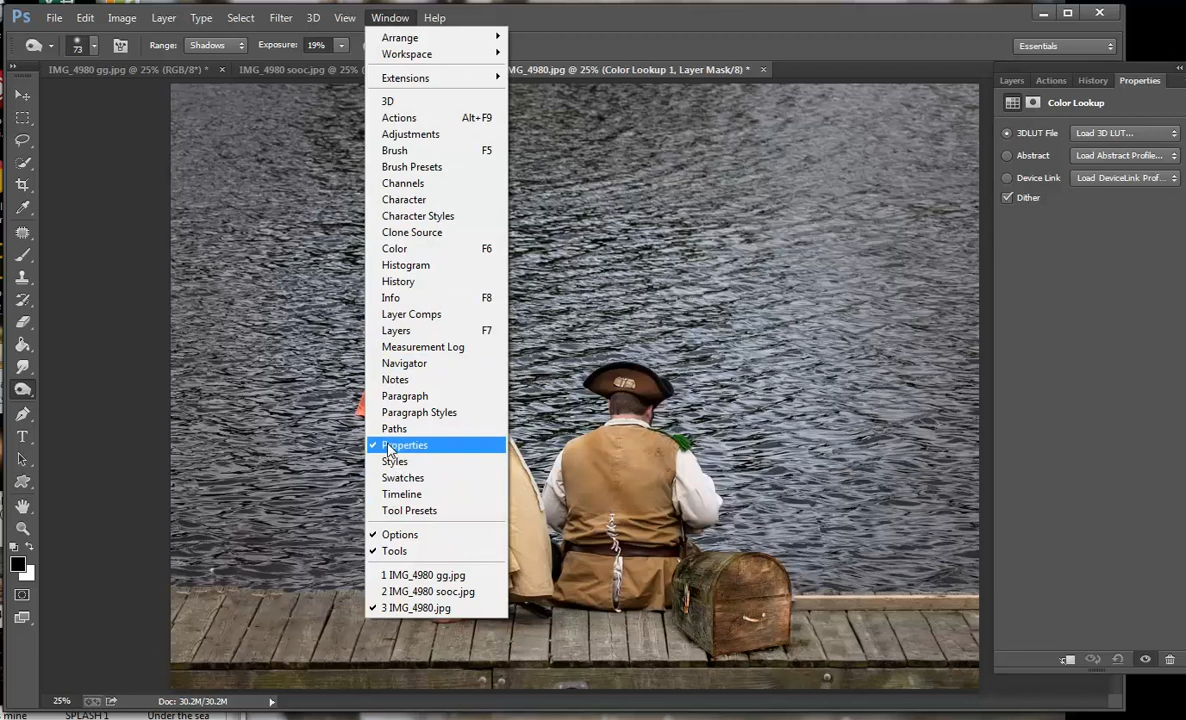 Ps File Edit Image Layer Type Select Filter 3D View Window Help
73 Range: Shadows Exposure: 19% Essentials
IMG_4980 gg.jpg @ 25% (RGB/8*) * × IMG_4980 sooc.jpg @ 25% ( IMG_4980.jpg @ 25% (Color Lookup 1, Layer Mask/8) * ×
Arrange
Workspace
Extensions
3D
Actions Alt+F9
Adjustments
Brush F5
Brush Presets
Channels
Character
Character Styles
Clone Source
Color F6
Histogram
History
Info F8
Layer Comps
Layers F7
Measurement Log
Navigator
Notes
Paragraph
Paragraph Styles
Paths
Properties
Styles
Swatches
Timeline
Tool Presets
Options
Tools
1 IMG_4980 gg.jpg
2 IMG_4980 sooc.jpg
3 IMG_4980.jpg
Layers Actions History Properties
Color Lookup
3DLUT File Load 3D LUT...
Abstract Load Abstract Profile...
Device Link Load DeviceLink Prof...
Dither
25% Doc: 30.2M/30.2M
mine SPLASH 1 Under the sea